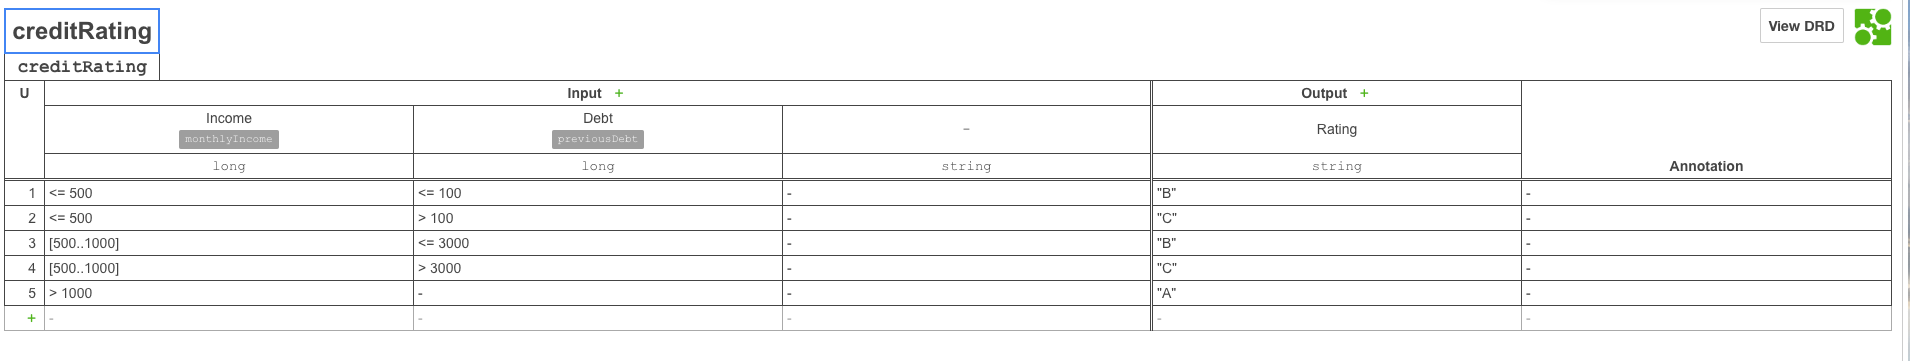 creditRating
View DRD
creditRating
U Input + Output +
Income Debt - Rating
monthlyIncome previousDebt
long long string string Annotation
1 <= 500 <= 100 - "B" -
2 <= 500 > 100 - "C" -
3 [500..1000] <= 3000 - "B" -
4 [500..1000] > 3000 - "C" -
5 > 1000 - - "A" -
+ - - - - -